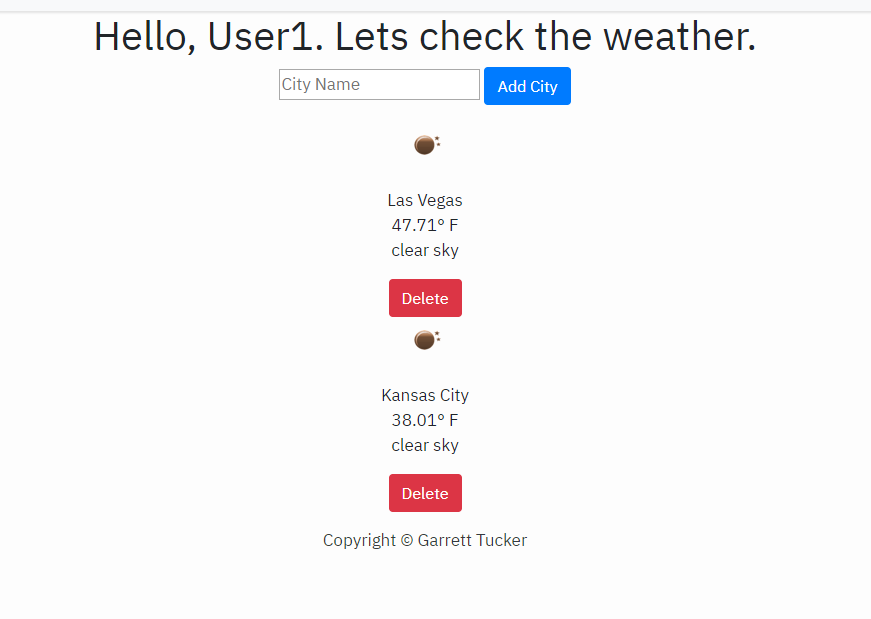 Hello, User1. Lets check the weather.
City Name Add City
Las Vegas
47.71° F
clear sky
Delete
Kansas City
38.01° F
clear sky
Delete
Copyright © Garrett Tucker